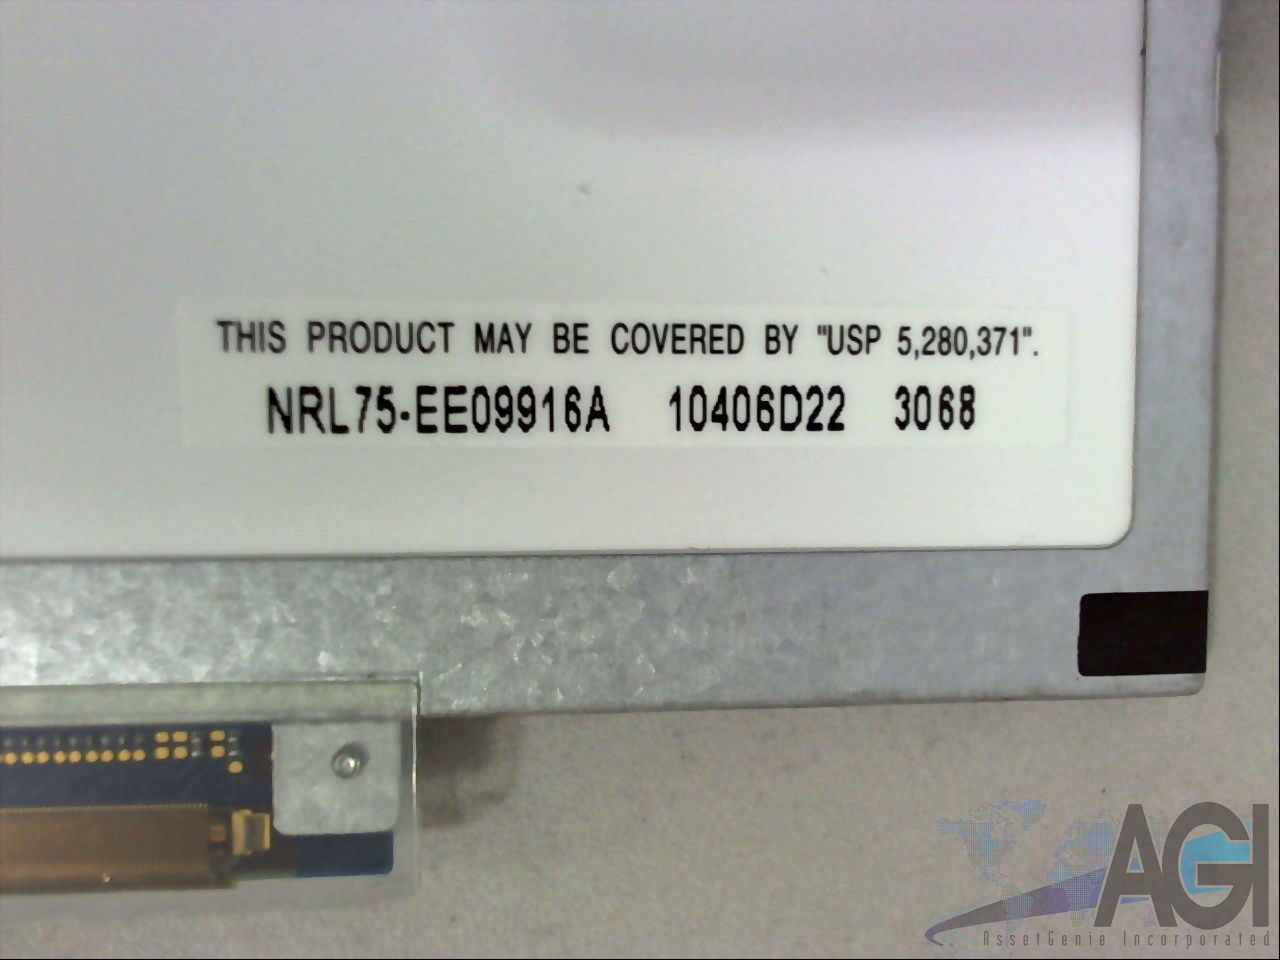 THIS PRODUCT MAY BE COVERED BY "USP 5,280,371".
NRL75-EE09916A 10406D22 3068
AGI
AssetGenie Incorporated